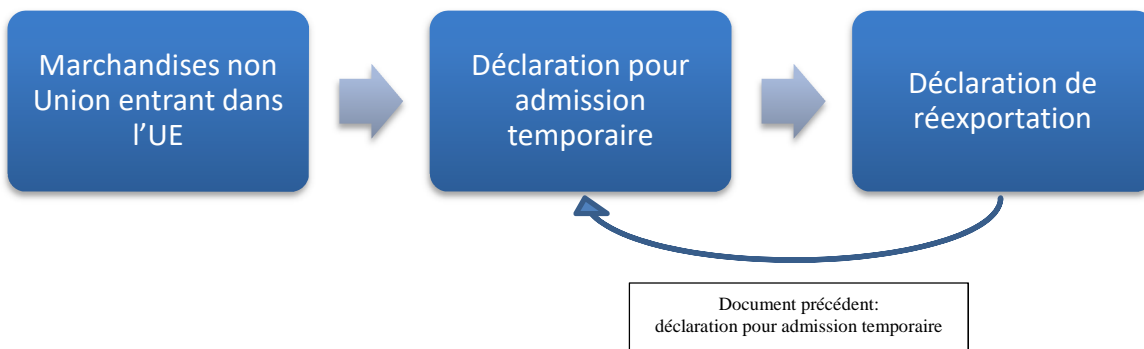 Marchandises non
Union entrant dans
l’UE
Déclaration pour
admission
temporaire
Déclaration de
réexportation
Document précédent:
déclaration pour admission temporaire